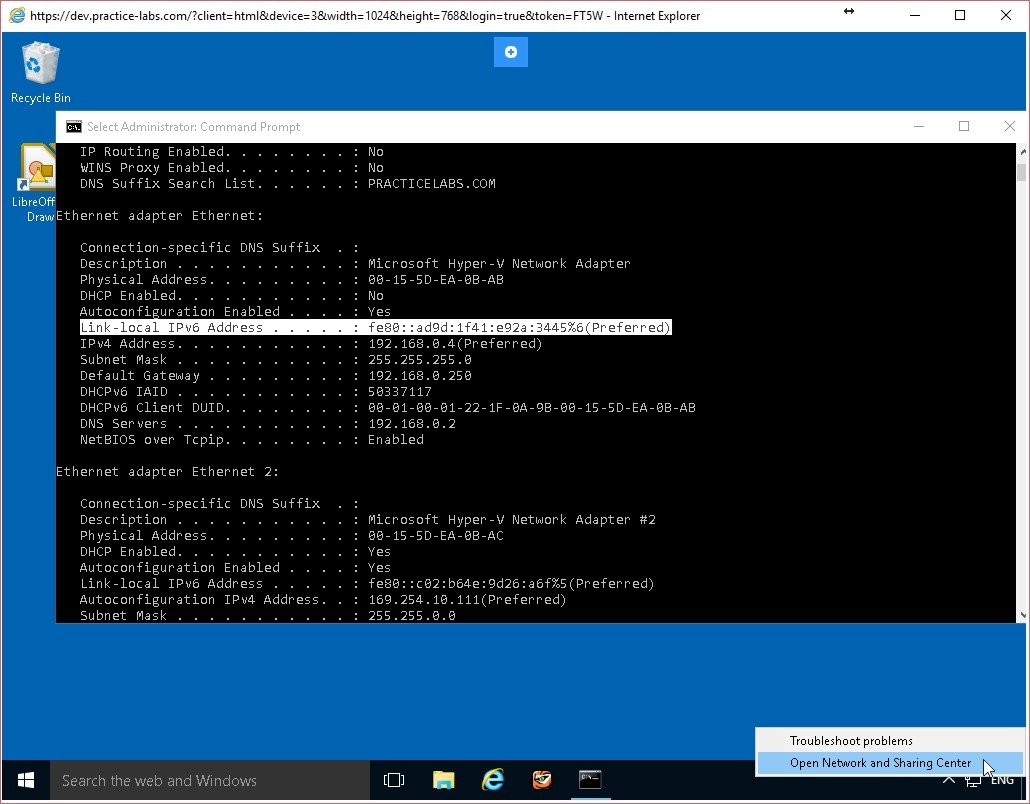 https://dev.practice-labs.com/?client=html&device=3&width=1024&height=768&login=true&token=FT5W - Internet Explorer
Recycle Bin
Select Administrator: Command Prompt
IP Routing Enabled. . . . . . . . : No
WINS Proxy Enabled. . . . . . . . : No
DNS Suffix Search List. . . . . . : PRACTICELABS.COM
LibreOff
Draw
Ethernet adapter Ethernet:
Connection-specific DNS Suffix  . :
Description . . . . . . . . . . . : Microsoft Hyper-V Network Adapter
Physical Address. . . . . . . . . : 00-15-5D-EA-0B-AB
DHCP Enabled. . . . . . . . . . . : No
Autoconfiguration Enabled . . . . : Yes
Link-local IPv6 Address . . . . . : fe80::ad9d:1f41:e92a:3445%6(Preferred)
IPv4 Address. . . . . . . . . . . : 192.168.0.4(Preferred)
Subnet Mask . . . . . . . . . . . : 255.255.255.0
Default Gateway . . . . . . . . . : 192.168.0.250
DHCPv6 IAID . . . . . . . . . . . : 50337117
DHCPv6 Client DUID. . . . . . . . : 00-01-00-01-22-1F-0A-9B-00-15-5D-EA-0B-AB
DNS Servers . . . . . . . . . . . : 192.168.0.2
NetBIOS over Tcpip. . . . . . . . : Enabled
Ethernet adapter Ethernet 2:
Connection-specific DNS Suffix  . :
Description . . . . . . . . . . . : Microsoft Hyper-V Network Adapter #2
Physical Address. . . . . . . . . : 00-15-5D-EA-0B-AC
DHCP Enabled. . . . . . . . . . . : Yes
Autoconfiguration Enabled . . . . : Yes
Link-local IPv6 Address . . . . . : fe80::c02:b64e:9d26:a6f%5(Preferred)
Autoconfiguration IPv4 Address. . : 169.254.10.111(Preferred)
Subnet Mask . . . . . . . . . . . : 255.255.0.0
Troubleshoot problems
Open Network and Sharing Center
Search the web and Windows
ENG